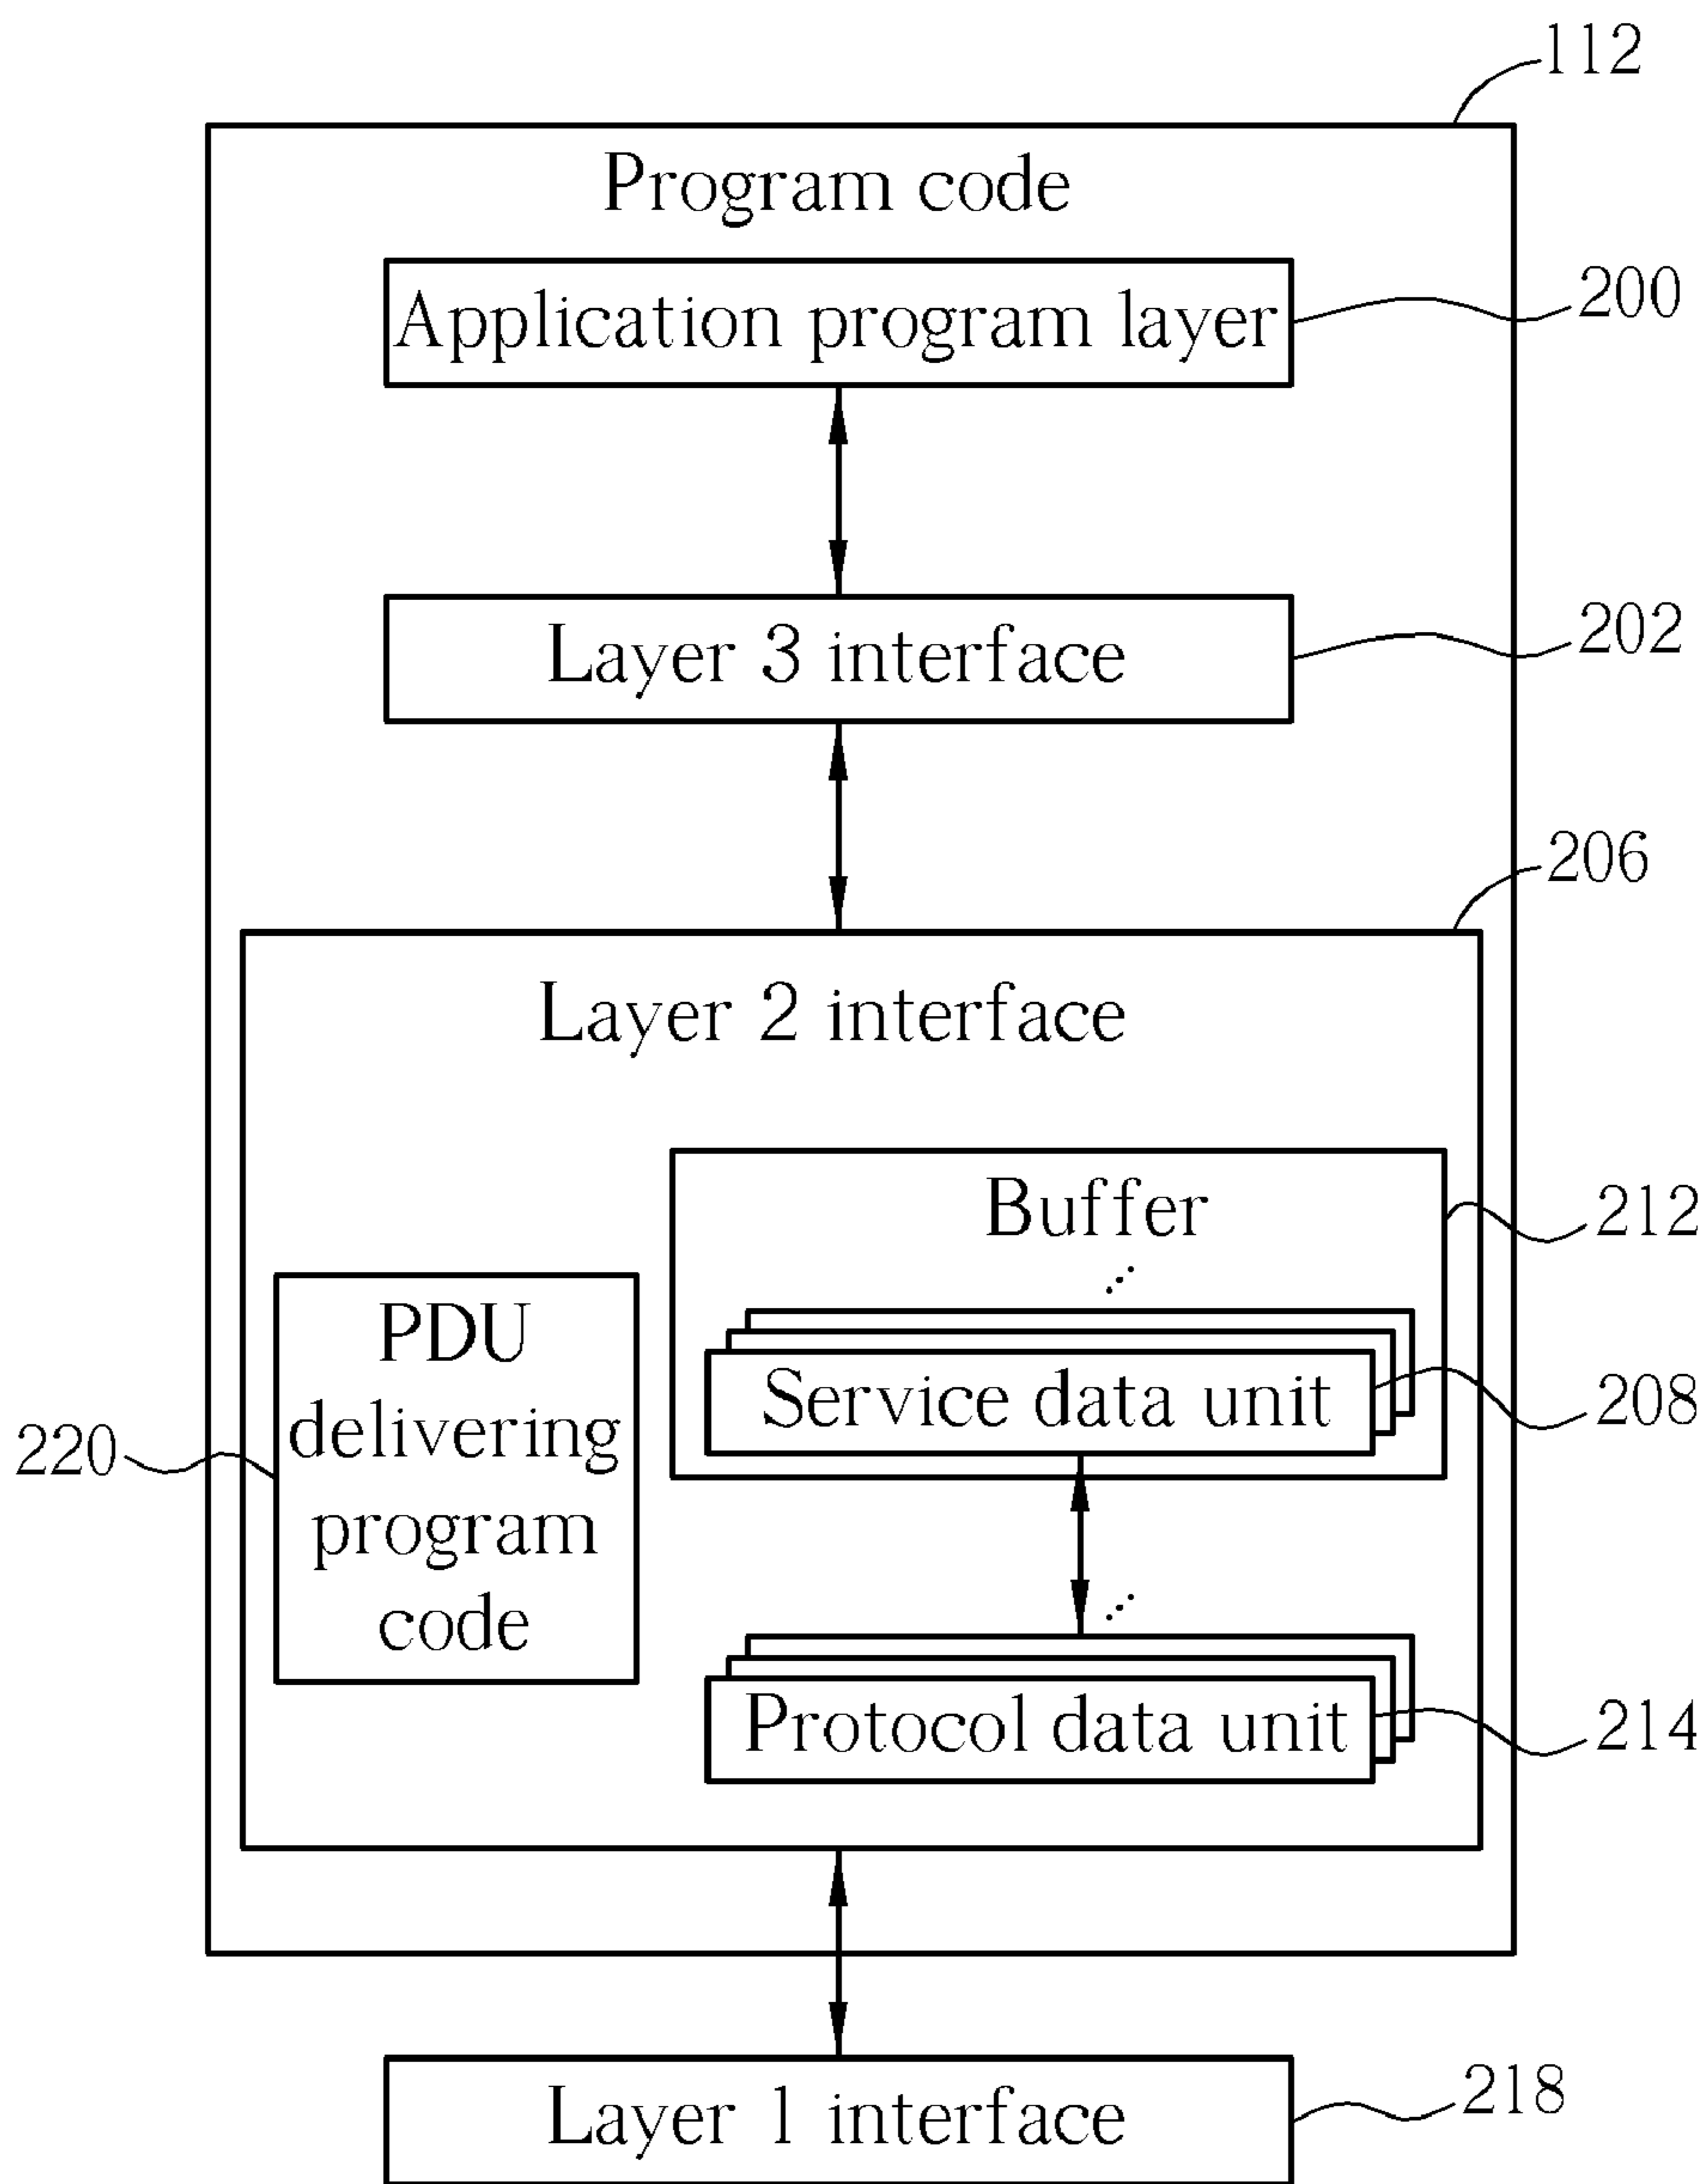 112
Program code
Application program layer
200
Layer 3 interface
202
206
Layer 2 interface
Buffer
212
PDU
delivering
program
code
220
Service data unit
208
Protocol data unit
214
Layer 1 interface
218